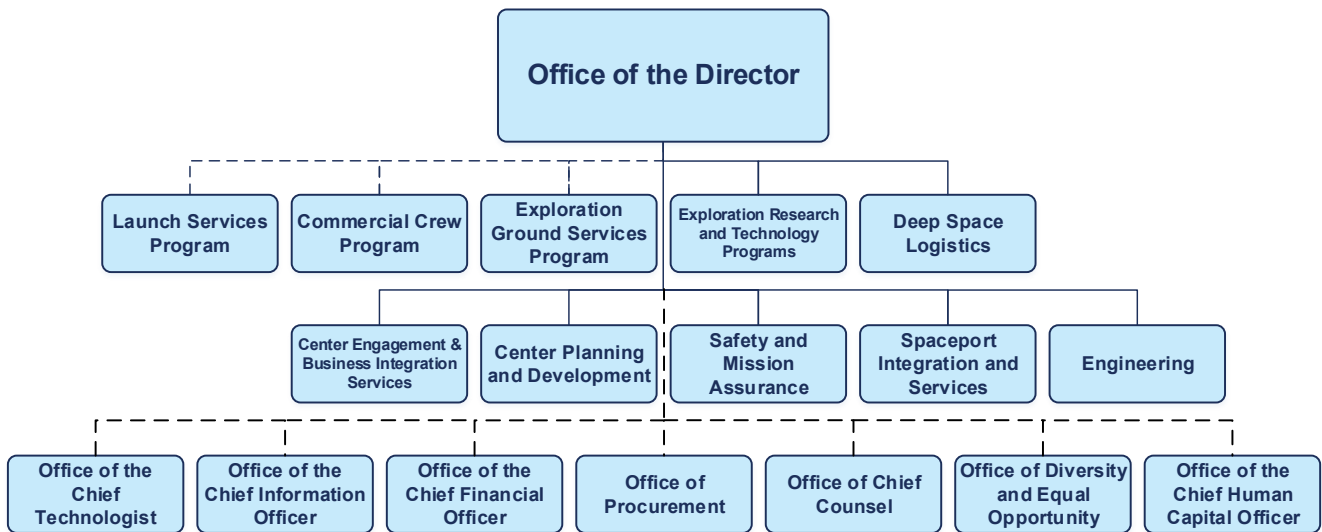 Office of the Director
Launch Services
Program
Commercial Crew
Program
Exploration
Ground Services
Program
Exploration Research
and Technology
Programs
Deep Space
Logistics
Center Engagement &
Business Integration
Services
Center Planning
and Development
Safety and
Mission
Assurance
Spaceport
Integration and
Services
Engineering
Office of the
Chief
Technologist
Office of the
Chief Information
Officer
Office of the
Chief Financial
Officer
Office of
Procurement
Office of Chief
Counsel
Office of Diversity
and Equal
Opportunity
Office of the
Chief Human
Capital Officer